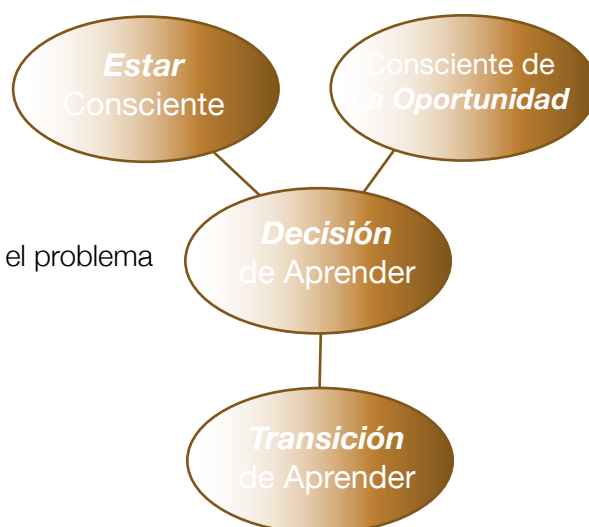 Estar
Consciente
Consciente de
La Oportunidad
Decisión
de Aprender
el problema
Transición
de Aprender